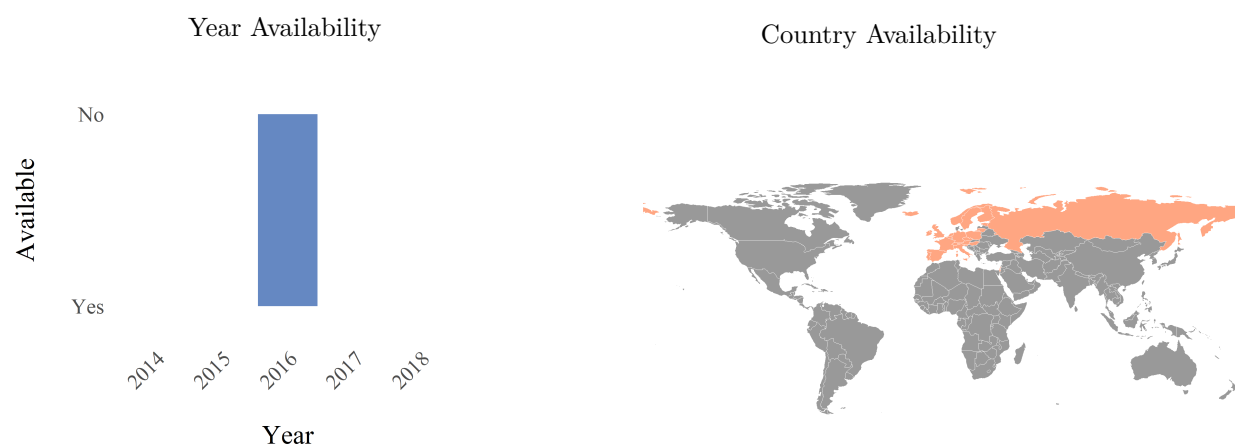 Year Availability
No
Available
Yes
2014
2015
2016
2017
2018
Year
Country Availability